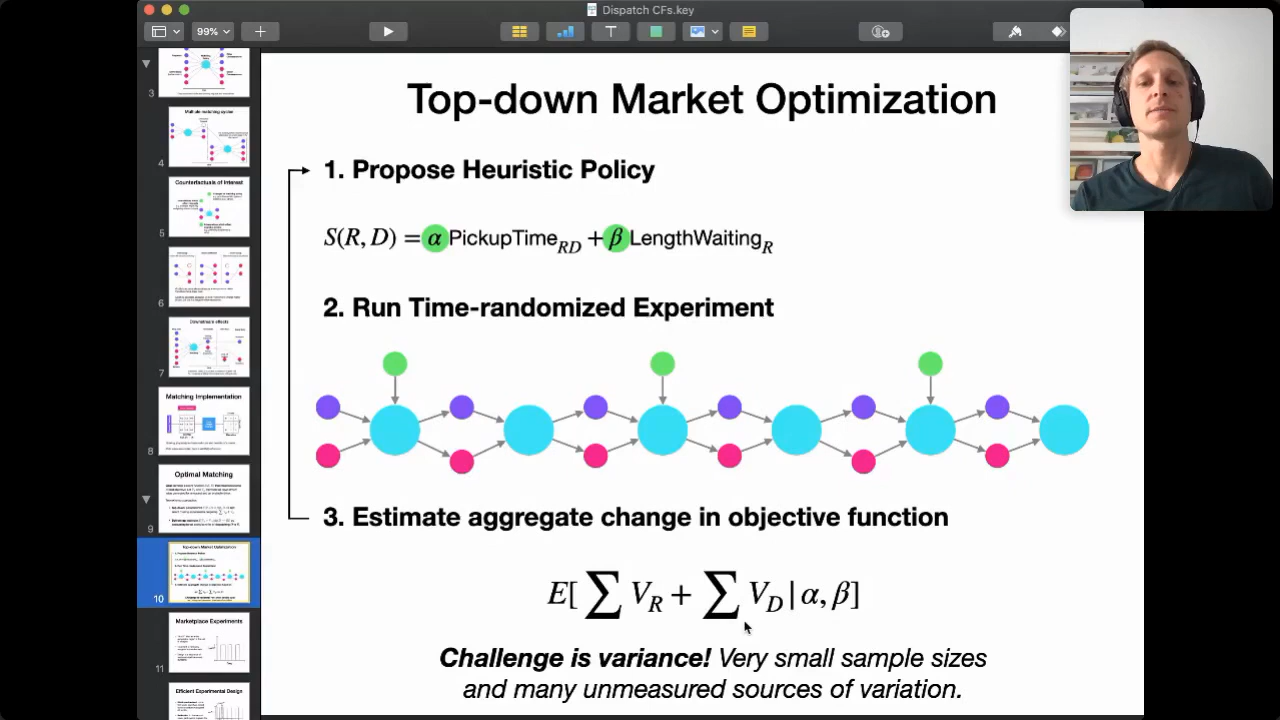 Dispatch CFs.key
99%
Top-down Market Optimization
1. Propose Heuristic Policy
S(R, D) = α PickupTime_RD + β LengthWaiting_R
2. Run Time-randomized Experiment
3. Estimate aggregate change in objective function
E[ ∑ V_R + ∑ V_D | α, β]
Challenge is variance! Very small sample sizes
and many unmeasured sources of variation.
3
Multiple matching cycles
4
Counterfactuals of Interest
5
6
Downstream effects
7
Matching Implementation
8
Optimal Matching
9
Top-down Market Optimization
10
Marketplace Experiments
11
Efficient Experimental Design